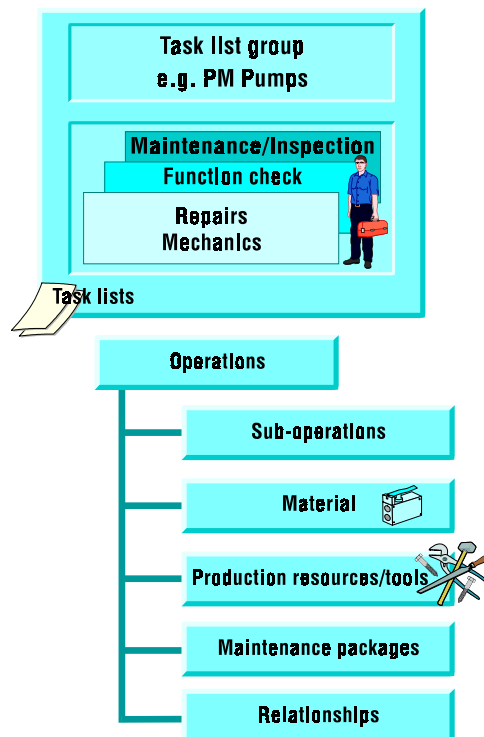 Task list group
e.g. PM Pumps
Maintenance/Inspection
Function check
Repairs
Mechanics
Task lists
Operations
Sub-operations
Material
Production resources/tools
Maintenance packages
Relationships